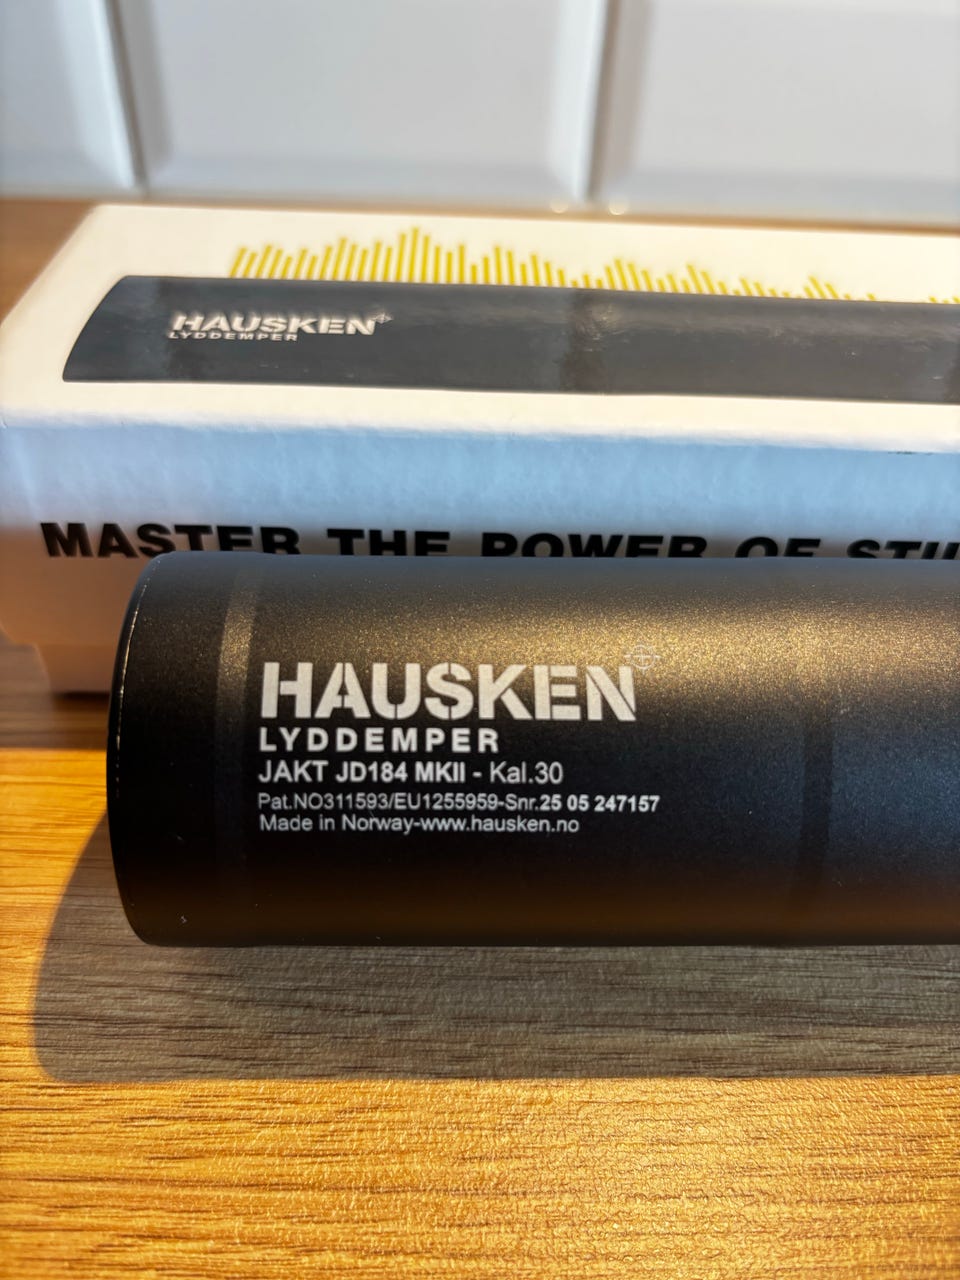 HAUSKEN
LYDDEMPER
MASTER THE POWER OF
HAUSKEN
LYDDEMPER
JAKT JD184 MKII - Kal.30
Pat.NO311593/EU1255959-Snr.25 05 247157
Made in Norway-www.hausken.no